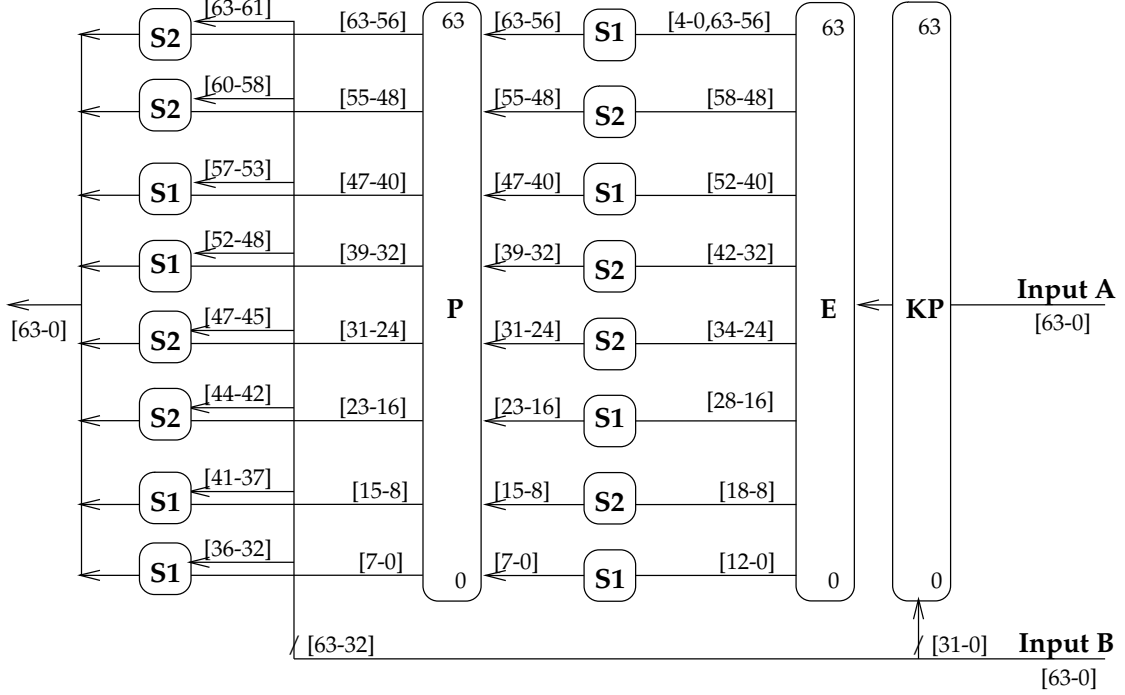 [63-61] [63-56] 63 [63-56] S1 [4-0,63-56] 63 63
S2
[60-58] [55-48] [55-48] [58-48]
S2 S2
[57-53] [47-40] [47-40] [52-40]
S1 S1
[52-48] [39-32] [39-32] [42-32]
S1 S2
Input A
P E KP
[63-0] [63-0]
[47-45] [31-24] [31-24] [34-24]
S2 S2
[44-42] [23-16] [23-16] [28-16]
S2 S1
[41-37] [15-8] [15-8] [18-8]
S1 S2
[36-32] [7-0] [7-0] [12-0]
S1 0 S1 0 0
[63-32] [31-0] Input B
[63-0]